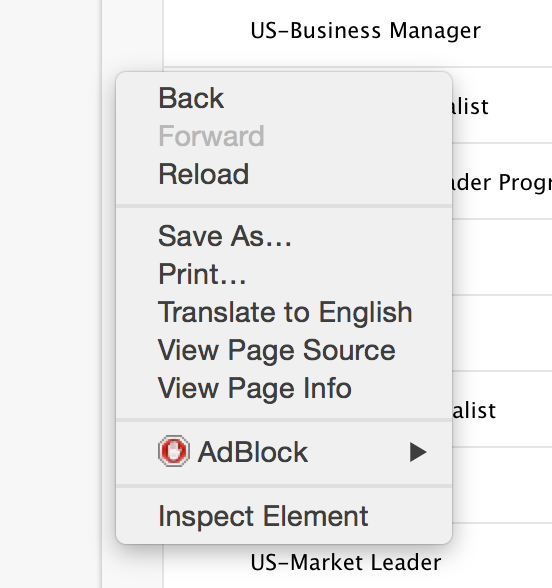 US-Business Manager
Back
Forward
alist
Reload
ader Progr
Save As...
Print...
Translate to English
View Page Source
View Page Info
alist
AdBlock
Inspect Element
US-Market Leader